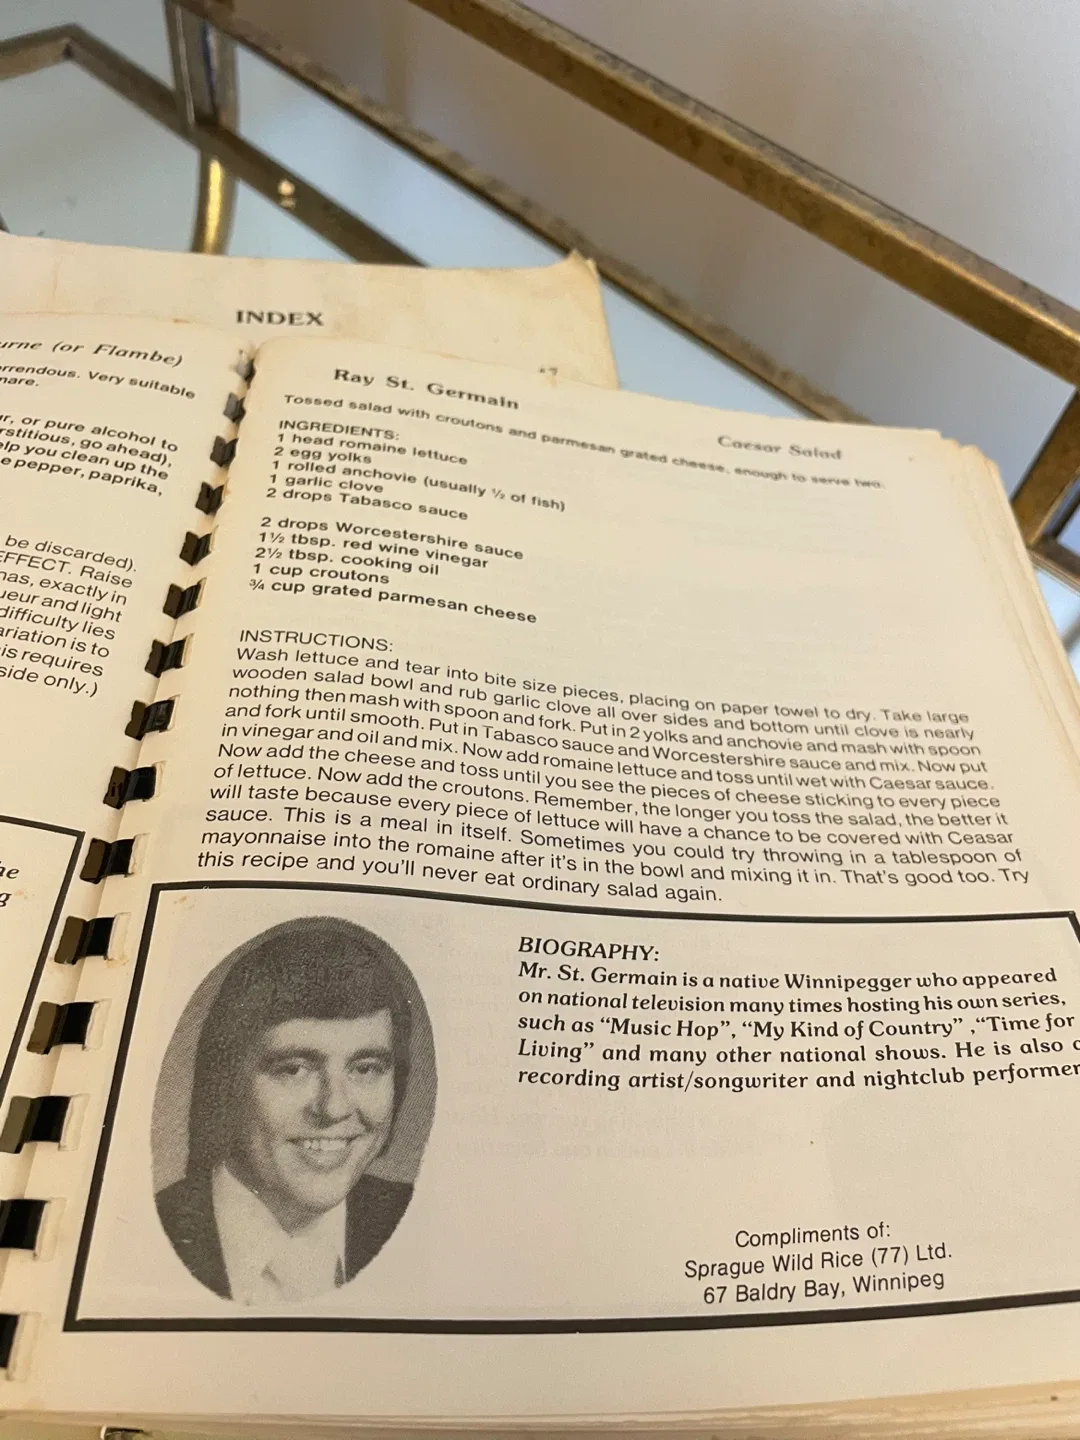 INDEX
urne (or Flambe)
rrendous. Very suitable
mare.
r, or pure alcohol to
rstitious, go ahead),
elp you clean up the
e pepper, paprika,
be discarded).
EFFECT. Raise
nas, exactly in
ueur and light
difficulty lies
ariation is to
is requires
side only.)
he
g
Ray St. Germain
Caesar Salad
Tossed salad with croutons and parmesan grated cheese, enough to serve two.
INGREDIENTS:
1 head romaine lettuce
2 egg yolks
1 rolled anchovie (usually ½ of fish)
1 garlic clove
2 drops Tabasco sauce
2 drops Worcestershire sauce
1½ tbsp. red wine vinegar
2½ tbsp. cooking oil
1 cup croutons
¾ cup grated parmesan cheese
INSTRUCTIONS:
Wash lettuce and tear into bite size pieces, placing on paper towel to dry. Take large
wooden salad bowl and rub garlic clove all over sides and bottom until clove is nearly
nothing then mash with spoon and fork. Put in 2 yolks and anchovie and mash with spoon
and fork until smooth. Put in Tabasco sauce and Worcestershire sauce and mix. Now put
in vinegar and oil and mix. Now add romaine lettuce and toss until wet with Caesar sauce.
Now add the cheese and toss until you see the pieces of cheese sticking to every piece
of lettuce. Now add the croutons. Remember, the longer you toss the salad, the better it
will taste because every piece of lettuce will have a chance to be covered with Ceasar
sauce. This is a meal in itself. Sometimes you could try throwing in a tablespoon of
mayonnaise into the romaine after it's in the bowl and mixing it in. That's good too. Try
this recipe and you'll never eat ordinary salad again.
BIOGRAPHY:
Mr. St. Germain is a native Winnipegger who appeared
on national television many times hosting his own series,
such as "Music Hop", "My Kind of Country" ,"Time for
Living" and many other national shows. He is also a
recording artist/songwriter and nightclub performer
Compliments of:
Sprague Wild Rice (77) Ltd.
67 Baldry Bay, Winnipeg